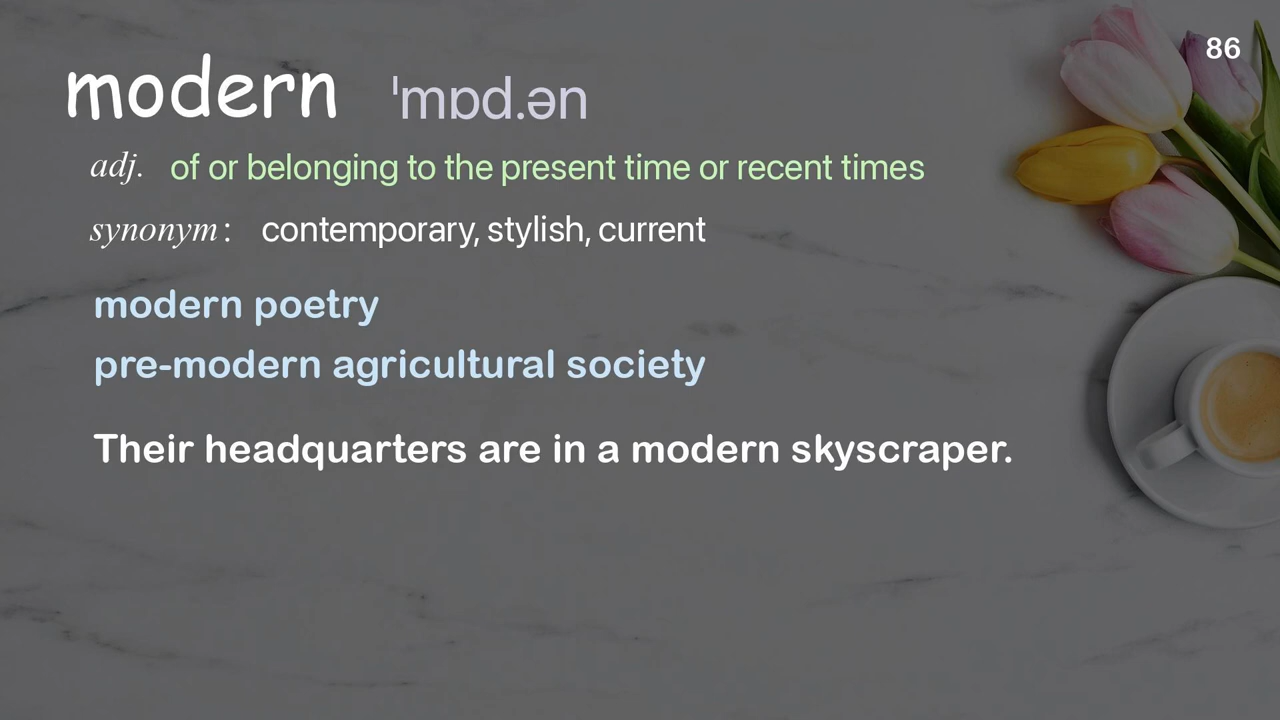 86
modern ˈmɒd.ən
adj. of or belonging to the present time or recent times
synonym: contemporary, stylish, current
modern poetry
pre-modern agricultural society
Their headquarters are in a modern skyscraper.